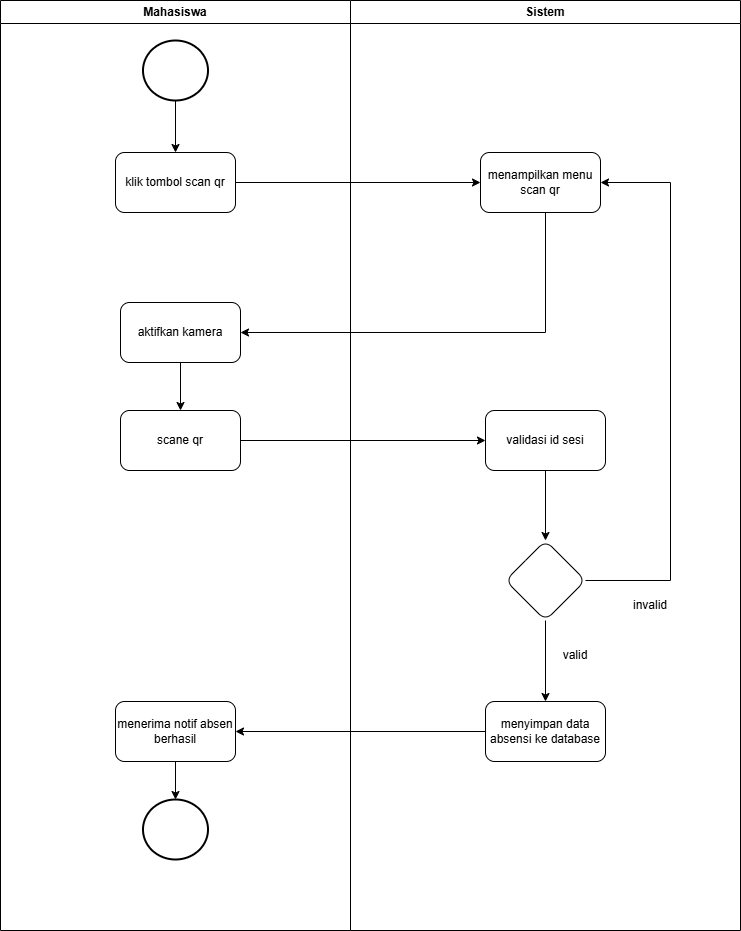 Mahasiswa
Sistem
klik tombol scan qr
menampilkan menu
scan qr
aktifkan kamera
scane qr
validasi id sesi
invalid
valid
menerima notif absen
berhasil
menyimpan data
absensi ke database